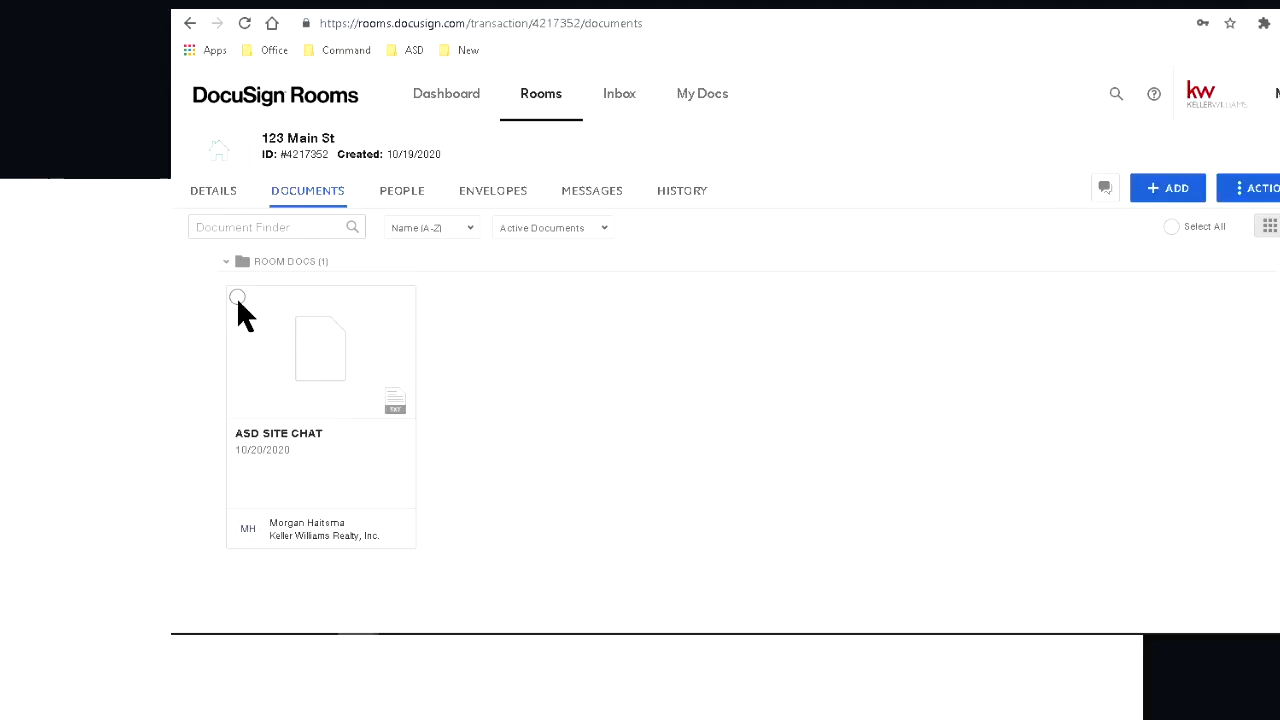 https://rooms.docusign.com/transaction/4217352/documents
Apps Office Command ASD New
DocuSign Rooms Dashboard Rooms Inbox My Docs
kw
KELLERWILLIAMS
123 Main St
ID: #4217352 Created: 10/19/2020
DETAILS DOCUMENTS PEOPLE ENVELOPES MESSAGES HISTORY + ADD ACTIO
Document Finder Name (A-Z) Active Documents Select All
ROOM DOCS (1)
TXT
ASD SITE CHAT
10/20/2020
MH
Morgan Haitsma
Keller Williams Realty, Inc.